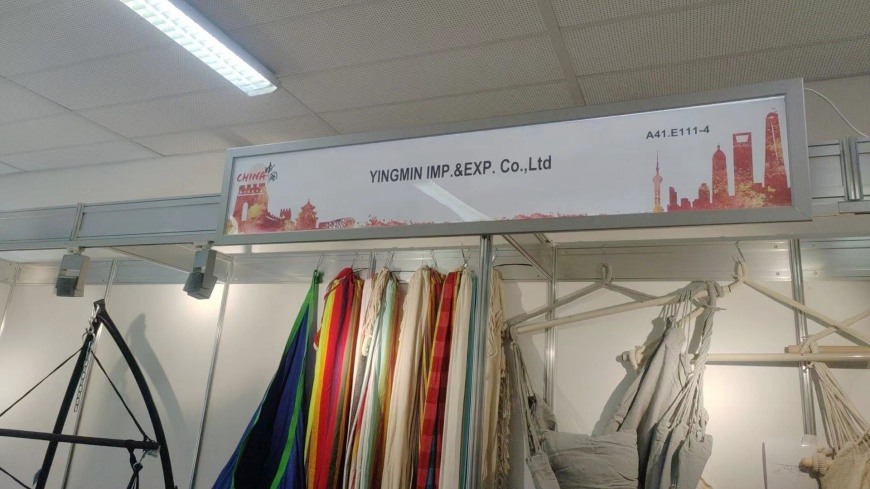 CHINA
YINGMIN IMP.&EXP. Co.,Ltd
A41.E111-4